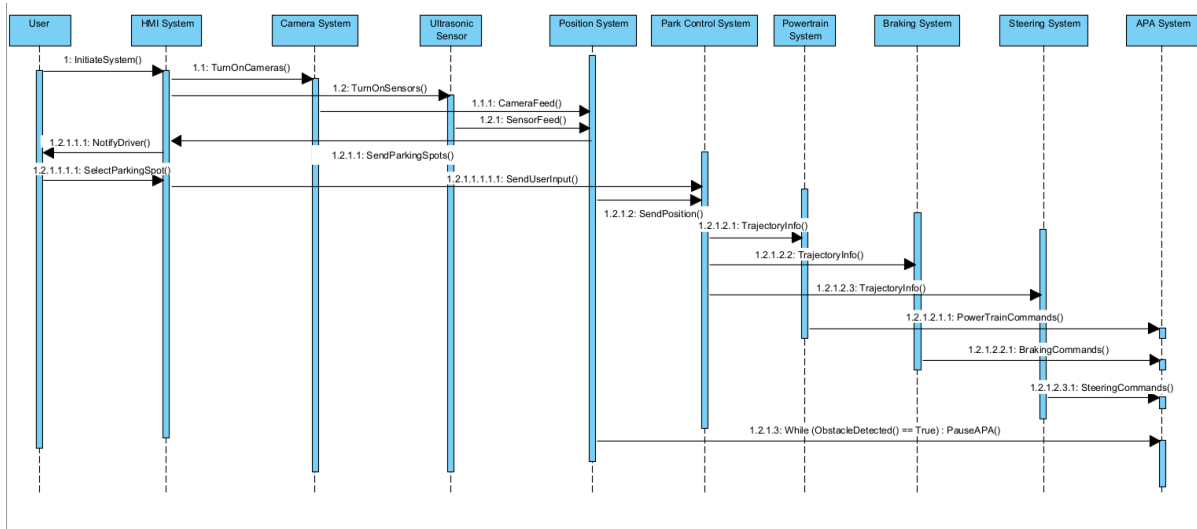 User
HMI System
Camera System
Ultrasonic
Sensor
Position System
Park Control System
Powertrain
System
Braking System
Steering System
APA System
1: InitiateSystem()
1.1: TurnOnCameras()
1.2: TurnOnSensors()
1.1.1: CameraFeed()
1.2.1: SensorFeed()
1.2.1.1.1: NotifyDriver()
1.2.1.1: SendParkingSpots()
1.2.1.1.1.1: SelectParkingSpot()
1.2.1.1.1.1.1: SendUserInput()
1.2.1.2: SendPosition()
1.2.1.2.1: TrajectoryInfo()
1.2.1.2.2: TrajectoryInfo()
1.2.1.2.3: TrajectoryInfo()
1.2.1.2.1.1: PowerTrainCommands()
1.2.1.2.2.1: BrakingCommands()
1.2.1.2.3.1: SteeringCommands()
1.2.1.3: While (ObstacleDetected() == True) : PauseAPA()